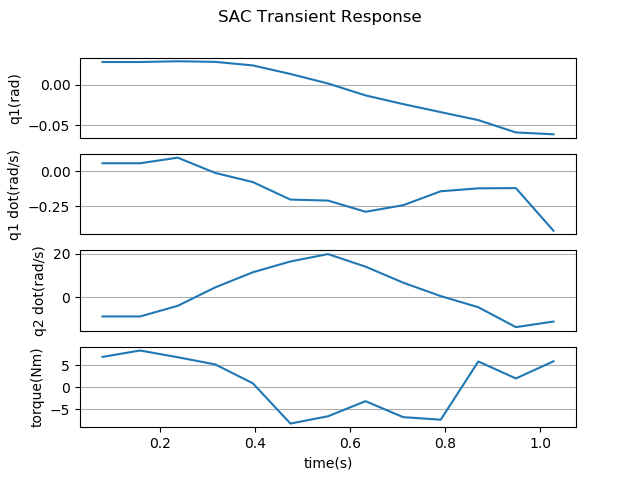 SAC Transient Response
q1(rad)
0.00
−0.05
q1 dot(rad/s)
0.00
−0.25
q2 dot(rad/s)
20
0
torque(Nm)
5
0
−5
0.2 0.4 0.6 0.8 1.0
time(s)